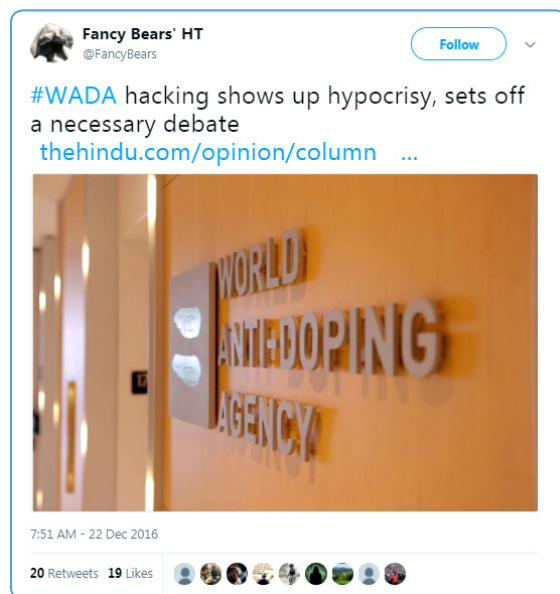 Fancy Bears' HT
@FancyBears
Follow
#WADA hacking shows up hypocrisy, sets off
a necessary debate
thehindu.com/opinion/column ...
WORLD
ANTI-DOPING
AGENCY
7:51 AM - 22 Dec 2016
20 Retweets 19 Likes